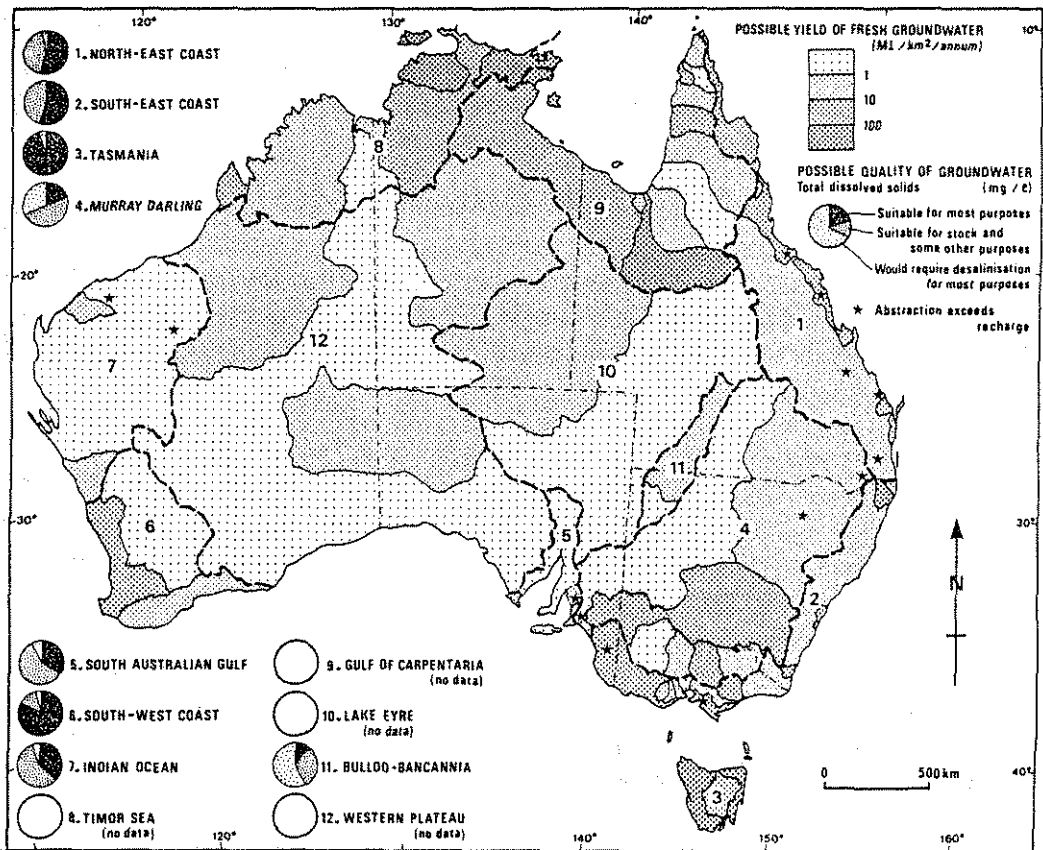 120°
130°
140°
10°
1. NORTH-EAST COAST
2. SOUTH-EAST COAST
3. TASMANIA
4. MURRAY DARLING
POSSIBLE YIELD OF FRESH GROUNDWATER
(Ml/km²/annum)
1
10
100
POSSIBLE QUALITY OF GROUNDWATER
Total dissolved solids (mg/ℓ)
Suitable for most purposes
Suitable for stock and
some other purposes
Would require desalinisation
for most purposes
★ Abstraction exceeds
recharge
8
9
20°
20°
1
7
12
10
11
30°
6
5
4
30°
N
2
5. SOUTH AUSTRALIAN GULF
6. SOUTH-WEST COAST
7. INDIAN OCEAN
8. TIMOR SEA
(no data)
9. GULF OF CARPENTARIA
(no data)
10. LAKE EYRE
(no data)
11. BULLOO-BANCANNIA
12. WESTERN PLATEAU
(no data)
0 500 km
40°
40°
3
120°
140°
150°
160°